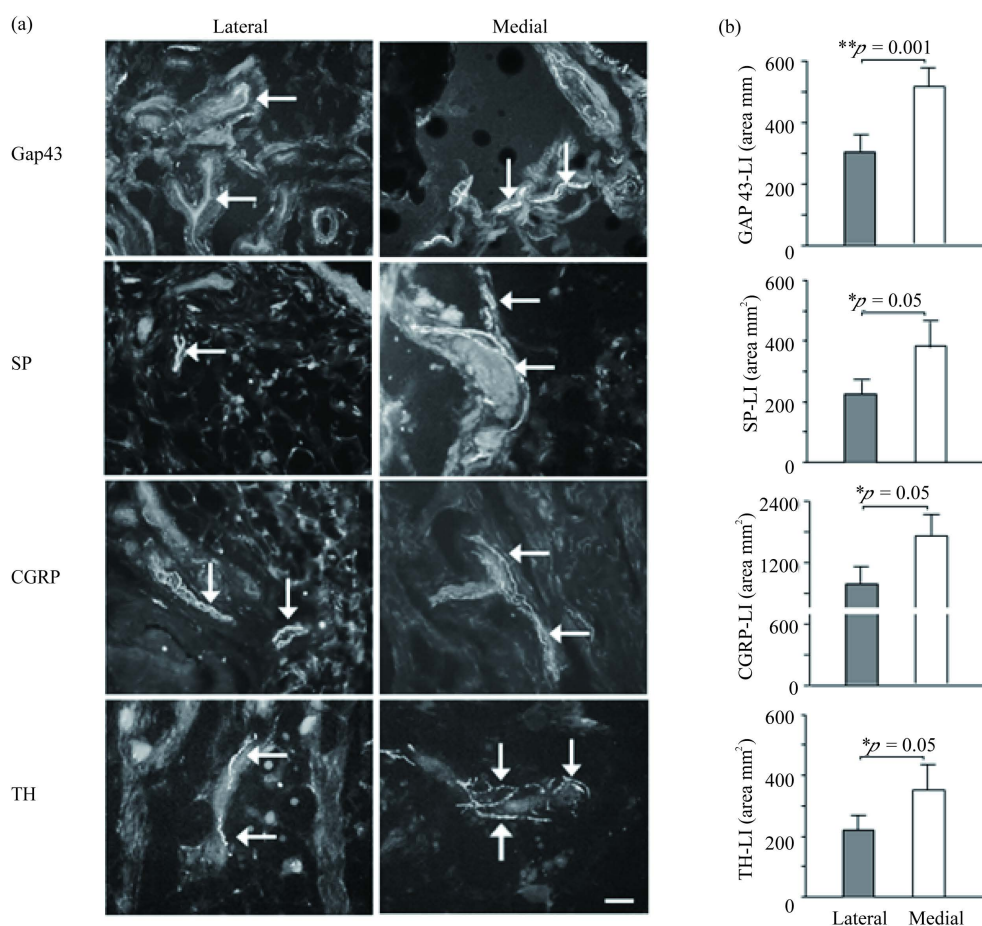 (a)
Lateral
Medial
Gap43
SP
CGRP
TH
(b)
**p = 0.001
GAP 43-LI (area mm)
600
400
200
0
*p = 0.05
SP-LI (area mm²)
600
400
200
0
*p = 0.05
CGRP-LI (area mm²)
2400
1200
600
0
*p = 0.05
TH-LI (area mm²)
600
400
200
0
Lateral
Medial